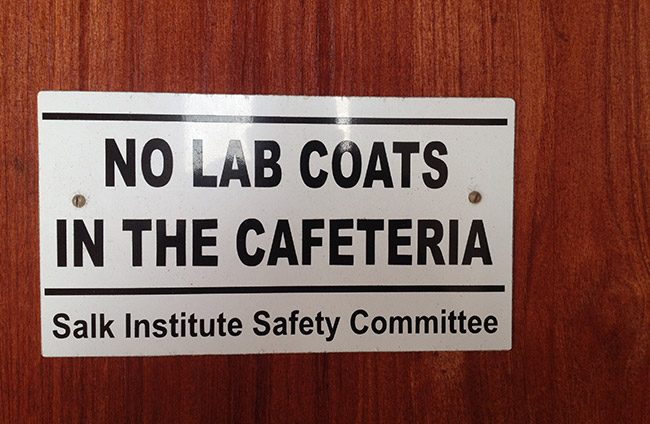 NO LAB COATS
IN THE CAFETERIA
Salk Institute Safety Committee